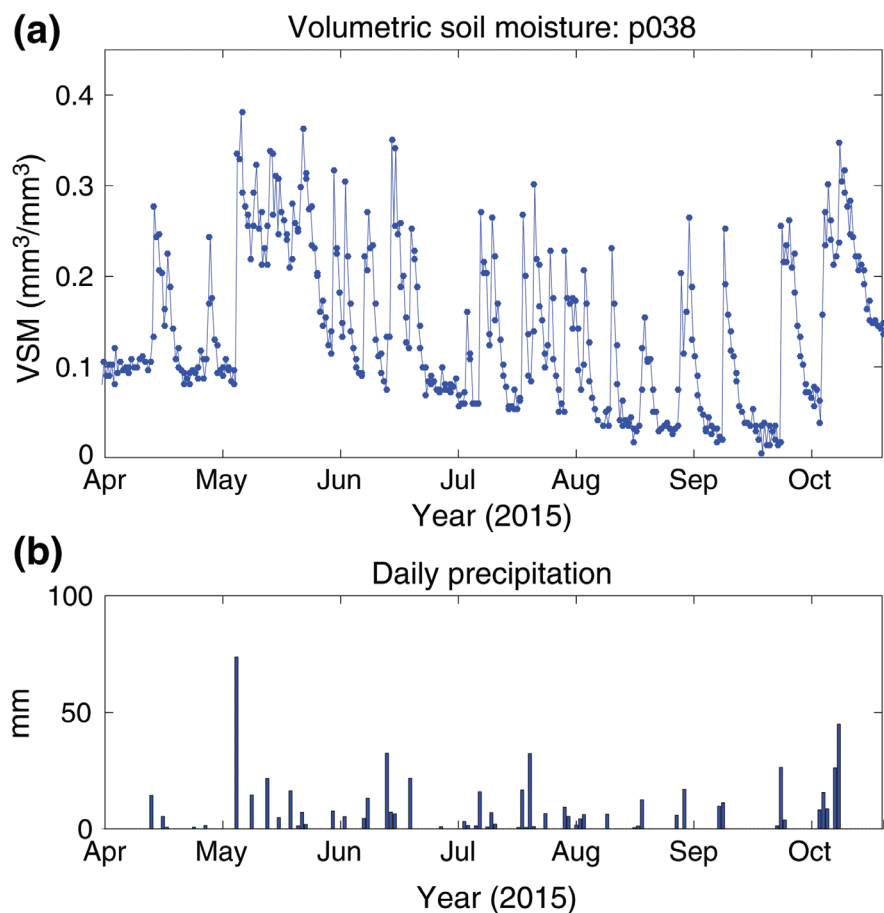 (a)
Volumetric soil moisture: p038
VSM (mm³/mm³)
0.4
0.3
0.2
0.1
0
Apr May Jun Jul Aug Sep Oct
Year (2015)
(b)
Daily precipitation
mm
100
50
0
Apr May Jun Jul Aug Sep Oct
Year (2015)